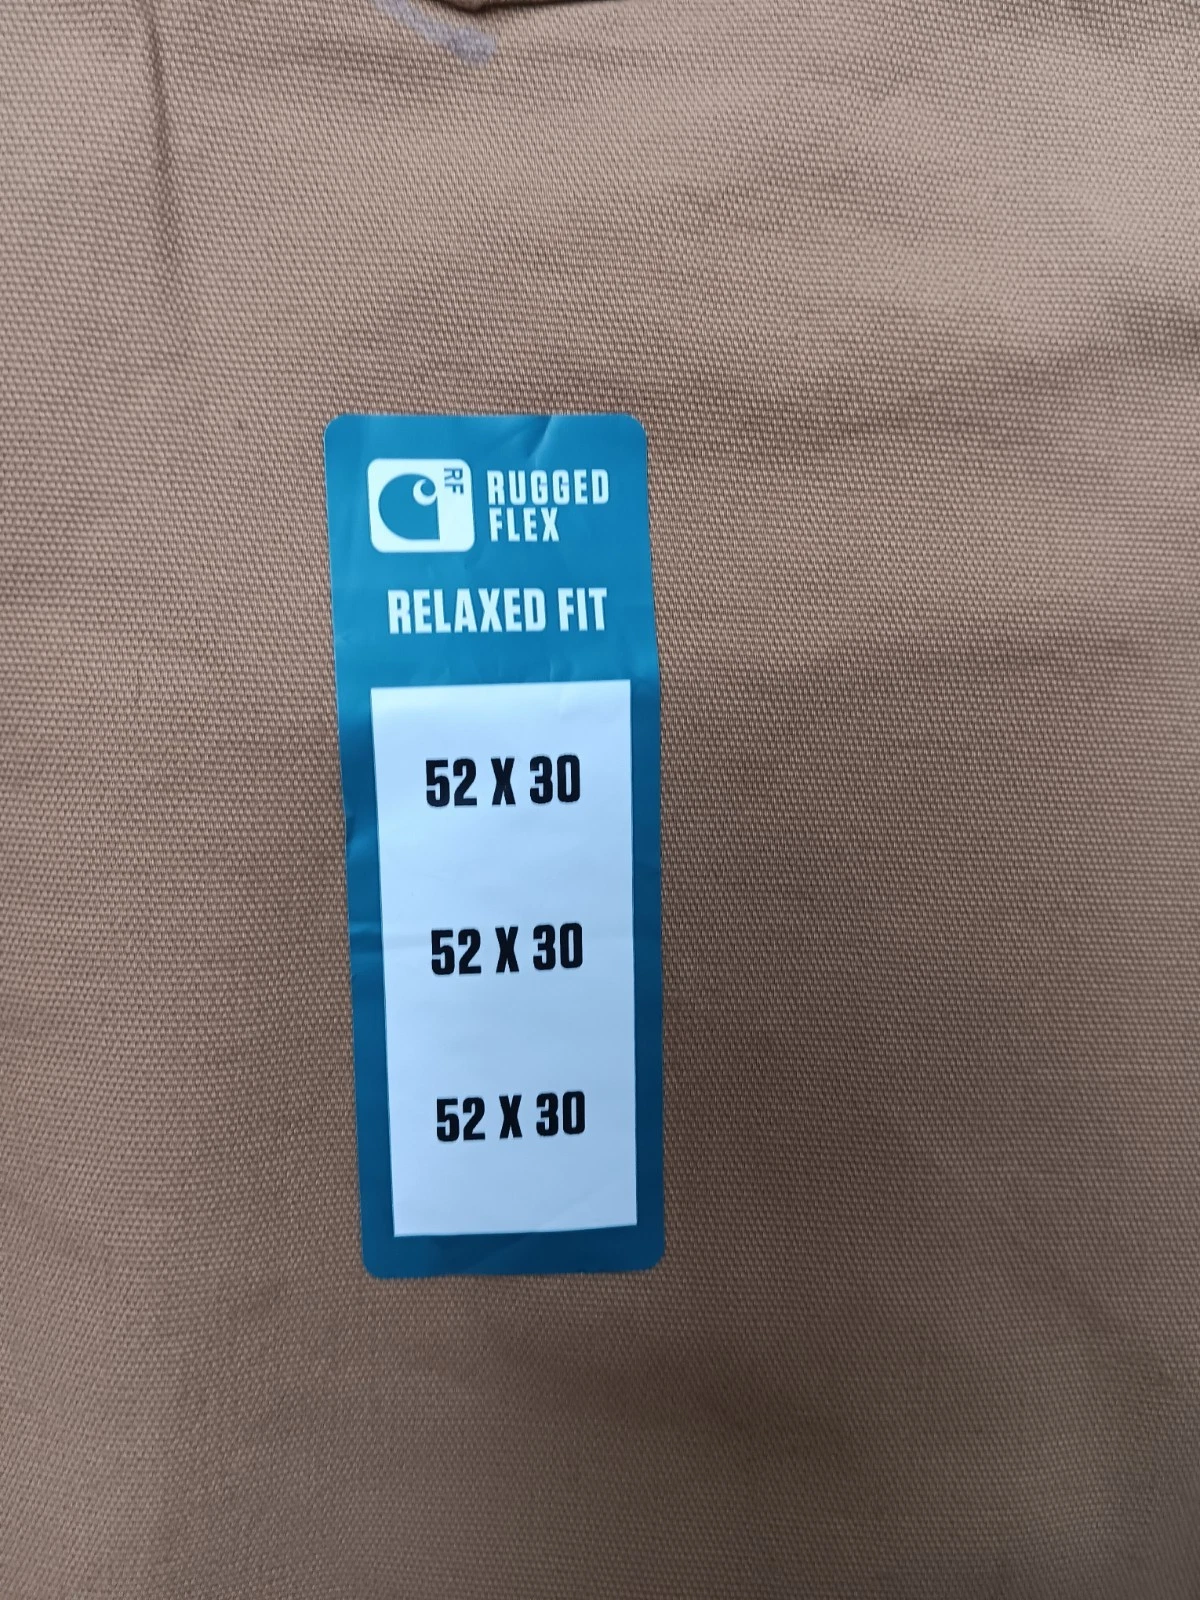 RF
RUGGED
FLEX
RELAXED FIT
52 X 30
52 X 30
52 X 30